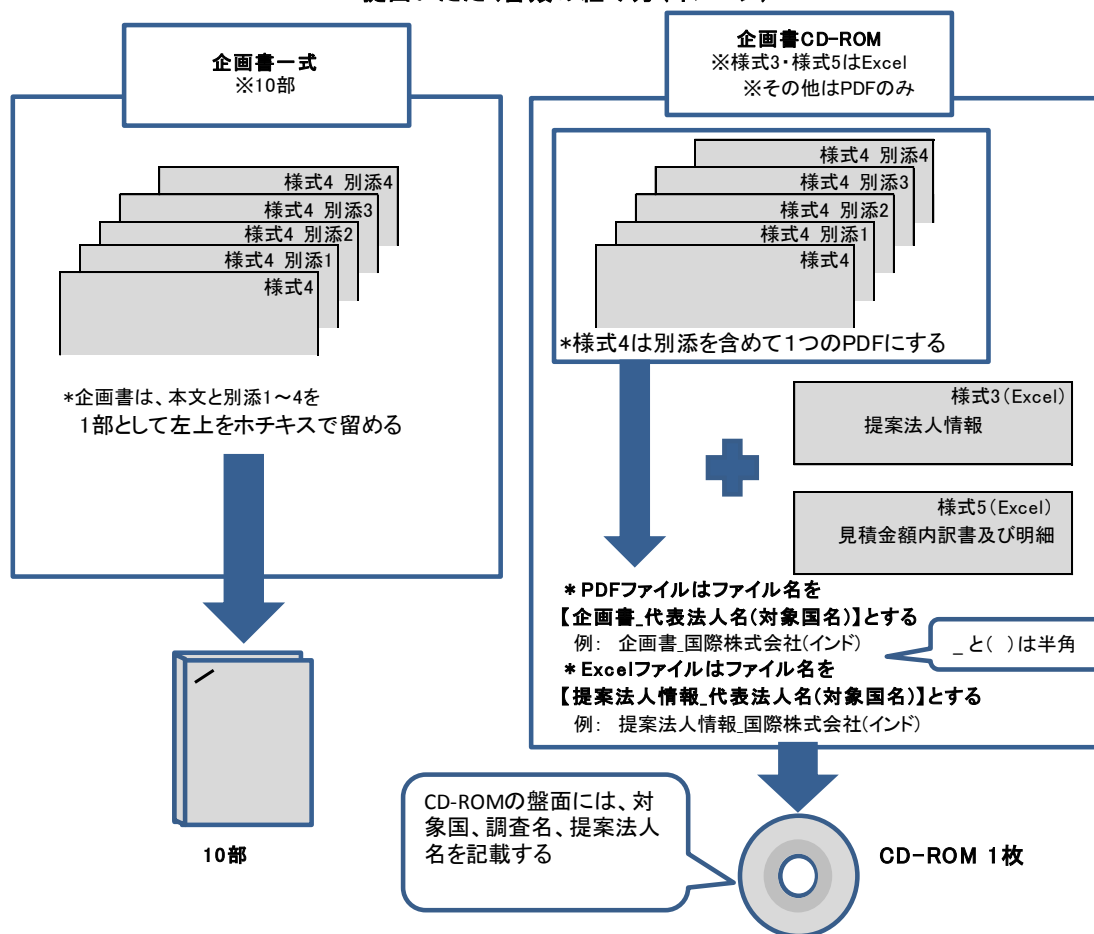 企画書一式
※10部
様式4 別添4
様式4 別添3
様式4 別添2
様式4 別添1
様式4
*企画書は、本文と別添1～4を
1部として左上をホチキスで留める
10部
企画書CD-ROM
※様式3・様式5はExcel
※その他はPDFのみ
様式4 別添4
様式4 別添3
様式4 別添2
様式4 別添1
様式4
*様式4は別添を含めて１つのPDFにする
様式3(Excel)
提案法人情報
様式5(Excel)
見積金額内訳書及び明細
* PDFファイルはファイル名を
【企画書_代表法人名(対象国名)】とする
例： 企画書_国際株式会社(インド)
_ と( )は半角
* Excelファイルはファイル名を
【提案法人情報_代表法人名(対象国名)】とする
例： 提案法人情報_国際株式会社(インド)
CD-ROMの盤面には、対
象国、調査名、提案法人
名を記載する
CD-ROM 1枚